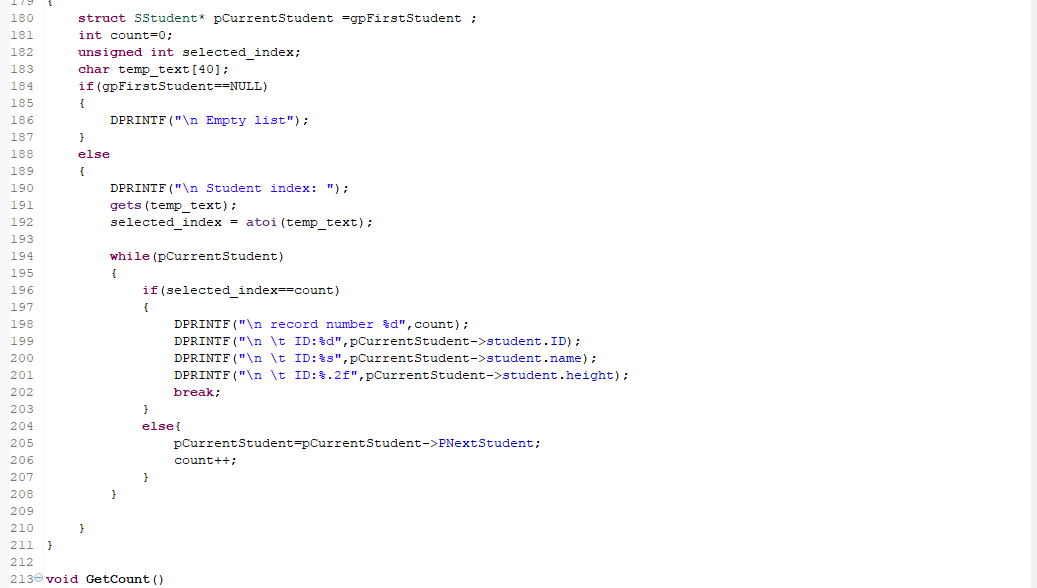 179 {
180 struct SStudent* pCurrentStudent =gpFirstStudent ;
181 int count=0;
182 unsigned int selected_index;
183 char temp_text[40];
184 if(gpFirstStudent==NULL)
185 {
186 DPRINTF("\n Empty list");
187 }
188 else
189 {
190 DPRINTF("\n Student index: ");
191 gets(temp_text);
192 selected_index = atoi(temp_text);
193
194 while(pCurrentStudent)
195 {
196 if(selected_index==count)
197 {
198 DPRINTF("\n record number %d",count);
199 DPRINTF("\n \t ID:%d",pCurrentStudent->student.ID);
200 DPRINTF("\n \t ID:%s",pCurrentStudent->student.name);
201 DPRINTF("\n \t ID:%.2f",pCurrentStudent->student.height);
202 break;
203 }
204 else{
205 pCurrentStudent=pCurrentStudent->PNextStudent;
206 count++;
207 }
208 }
209
210 }
211 }
212
213 void GetCount()